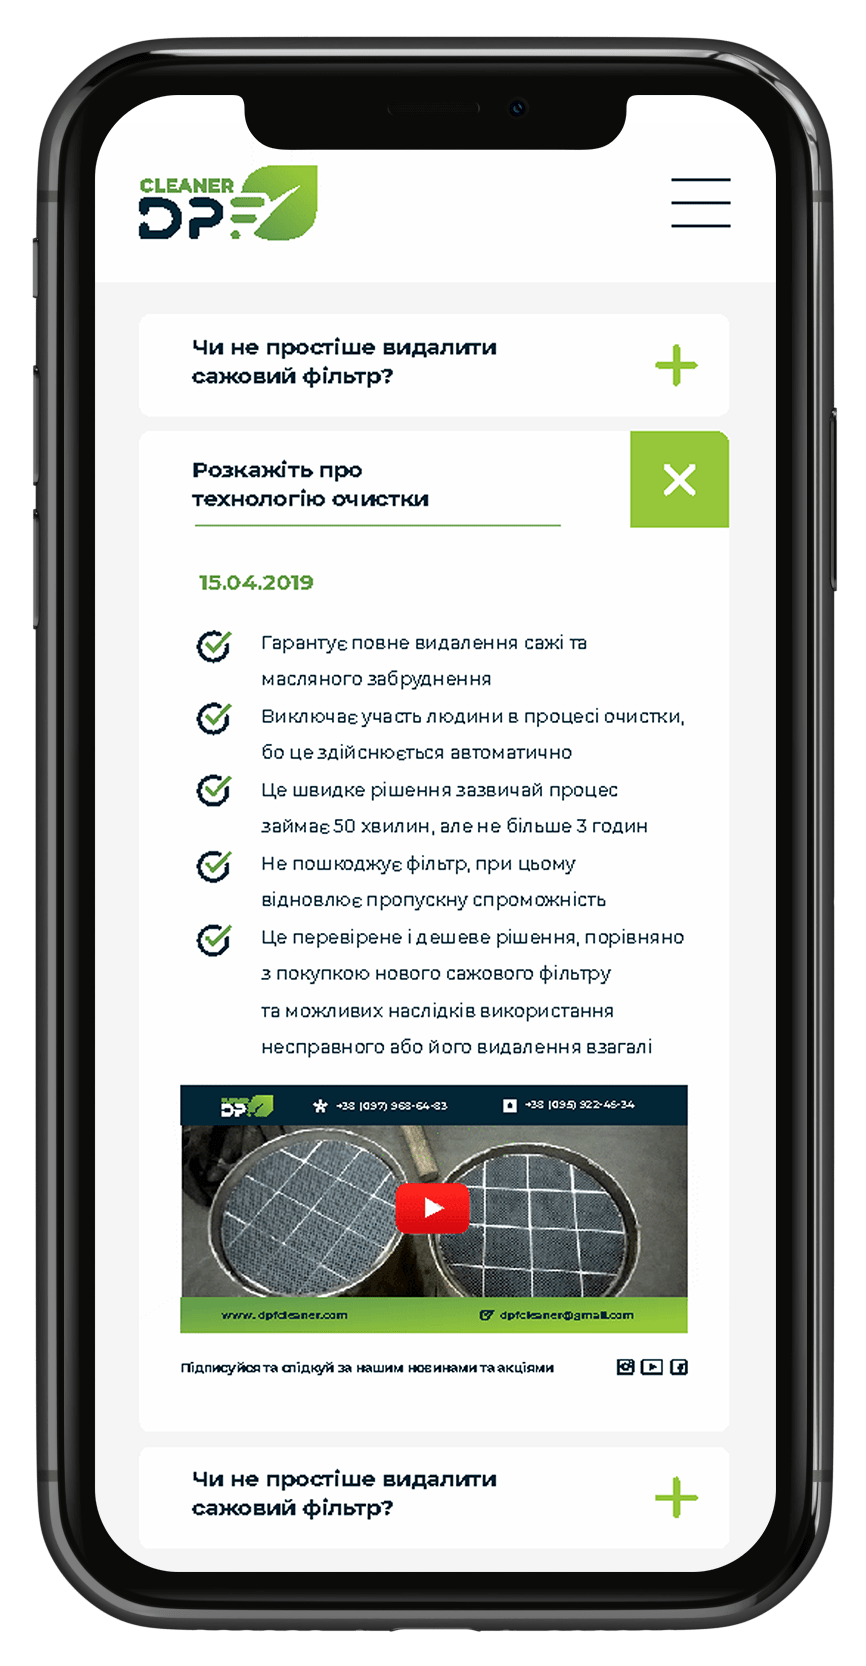 CLEANER
DPF
Чи не простіше видалити
сажовий фільтр?
Розкажіть про
технологію очистки
15.04.2019
Гарантує повне видалення сажі та
масляного забруднення
Виключає участь людини в процесі очистки,
бо це здійснюється автоматично
Це швидке рішення зазвичай процес
займає 50 хвилин, але не більше 3 годин
Не пошкоджує фільтр, при цьому
відновлює пропускну спроможність
Це перевірене і дешеве рішення, порівняно
з покупкою нового сажового фільтру
та можливих наслідків використання
несправного або його видалення взагалі
DPF +38 (097) 968-64-83 +38 (095) 922-45-34
www.dpfcleaner.com dpfcleaner@gmail.com
Підписуйся та слідкуй за нашим новинами та акціями
Чи не простіше видалити
сажовий фільтр?